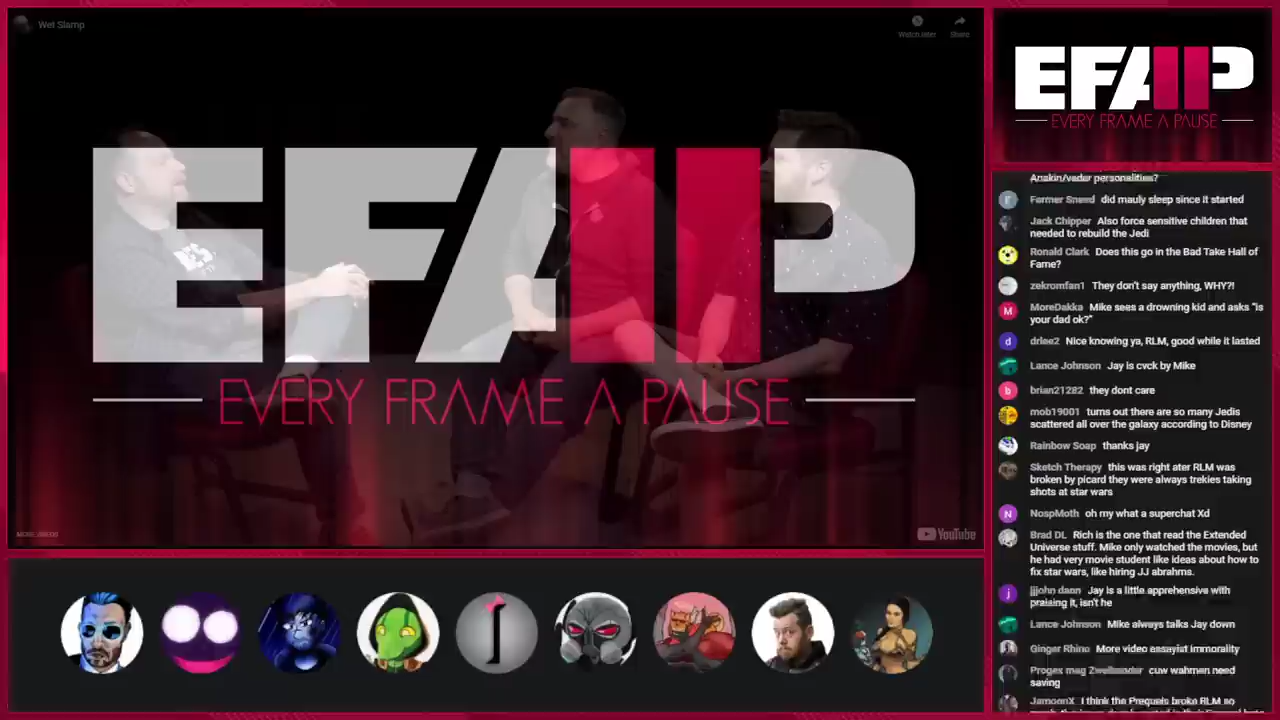 Wet Slamp
Watch later
Share
EFAP
EVERY FRAME A PAUSE
MORE VIDEOS
YouTube
EFAP
EVERY FRAME A PAUSE
Anakin/vader personalities?
Farmer Sneed did mauly sleep since it started
Jack Chipper Also force sensitive children that
needed to rebuild the Jedi
Ronald Clark Does this go in the Bad Take Hall of
Fame?
zekromfan1 They don't say anything, WHY?!
MoreDakka Mike sees a drowning kid and asks "is
your dad ok?"
drlee2 Nice knowing ya, RLM, good while it lasted
Lance Johnson Jay is cvck by Mike
brian21282 they dont care
mob19001 turns out there are so many Jedis
scattered all over the galaxy according to Disney
Rainbow Soap thanks jay
Sketch Therapy this was right ater RLM was
broken by picard they were always trekies taking
shots at star wars
NospMoth oh my what a superchat Xd
Brad DL Rich is the one that read the Extended
Universe stuff. Mike only watched the movies, but
he had very movie student like ideas about how to
fix star wars, like hiring JJ abrahms.
Jay is a little apprehensive with
praising it, isn't he
Lance Johnson Mike always talks Jay down
Ginger Rhino More video essayist immorality
cuw wahmen need
saving
I think the Prequels broke RLM so